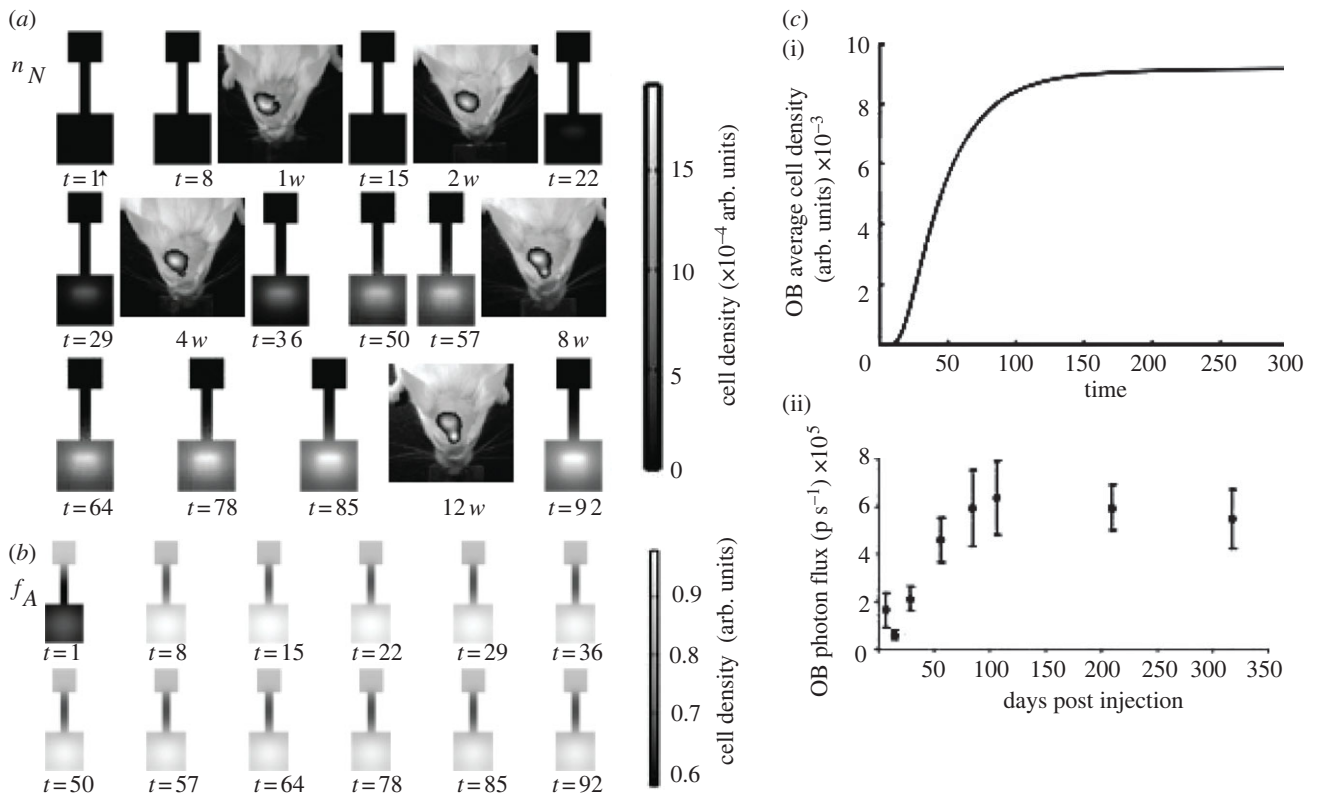 (a)
n_N
t=1↑ t=8 1w t=15 2w t=22
t=29 4w t=36 t=50 t=57 8w
t=64 t=78 t=85 12w t=92
15
10
5
0
cell density (×10⁻⁴ arb. units)
(b)
f_A
t=1 t=8 t=15 t=22 t=29 t=36
t=50 t=57 t=64 t=78 t=85 t=92
0.9
0.8
0.7
0.6
cell density (arb. units)
(c)
(i)
OB average cell density
(arb. units) ×10⁻³
10
8
6
4
2
0 50 100 150 200 250 300
time
(ii)
OB photon flux (p s⁻¹) ×10⁵
8
6
4
2
0
50 100 150 200 250 300 350
days post injection